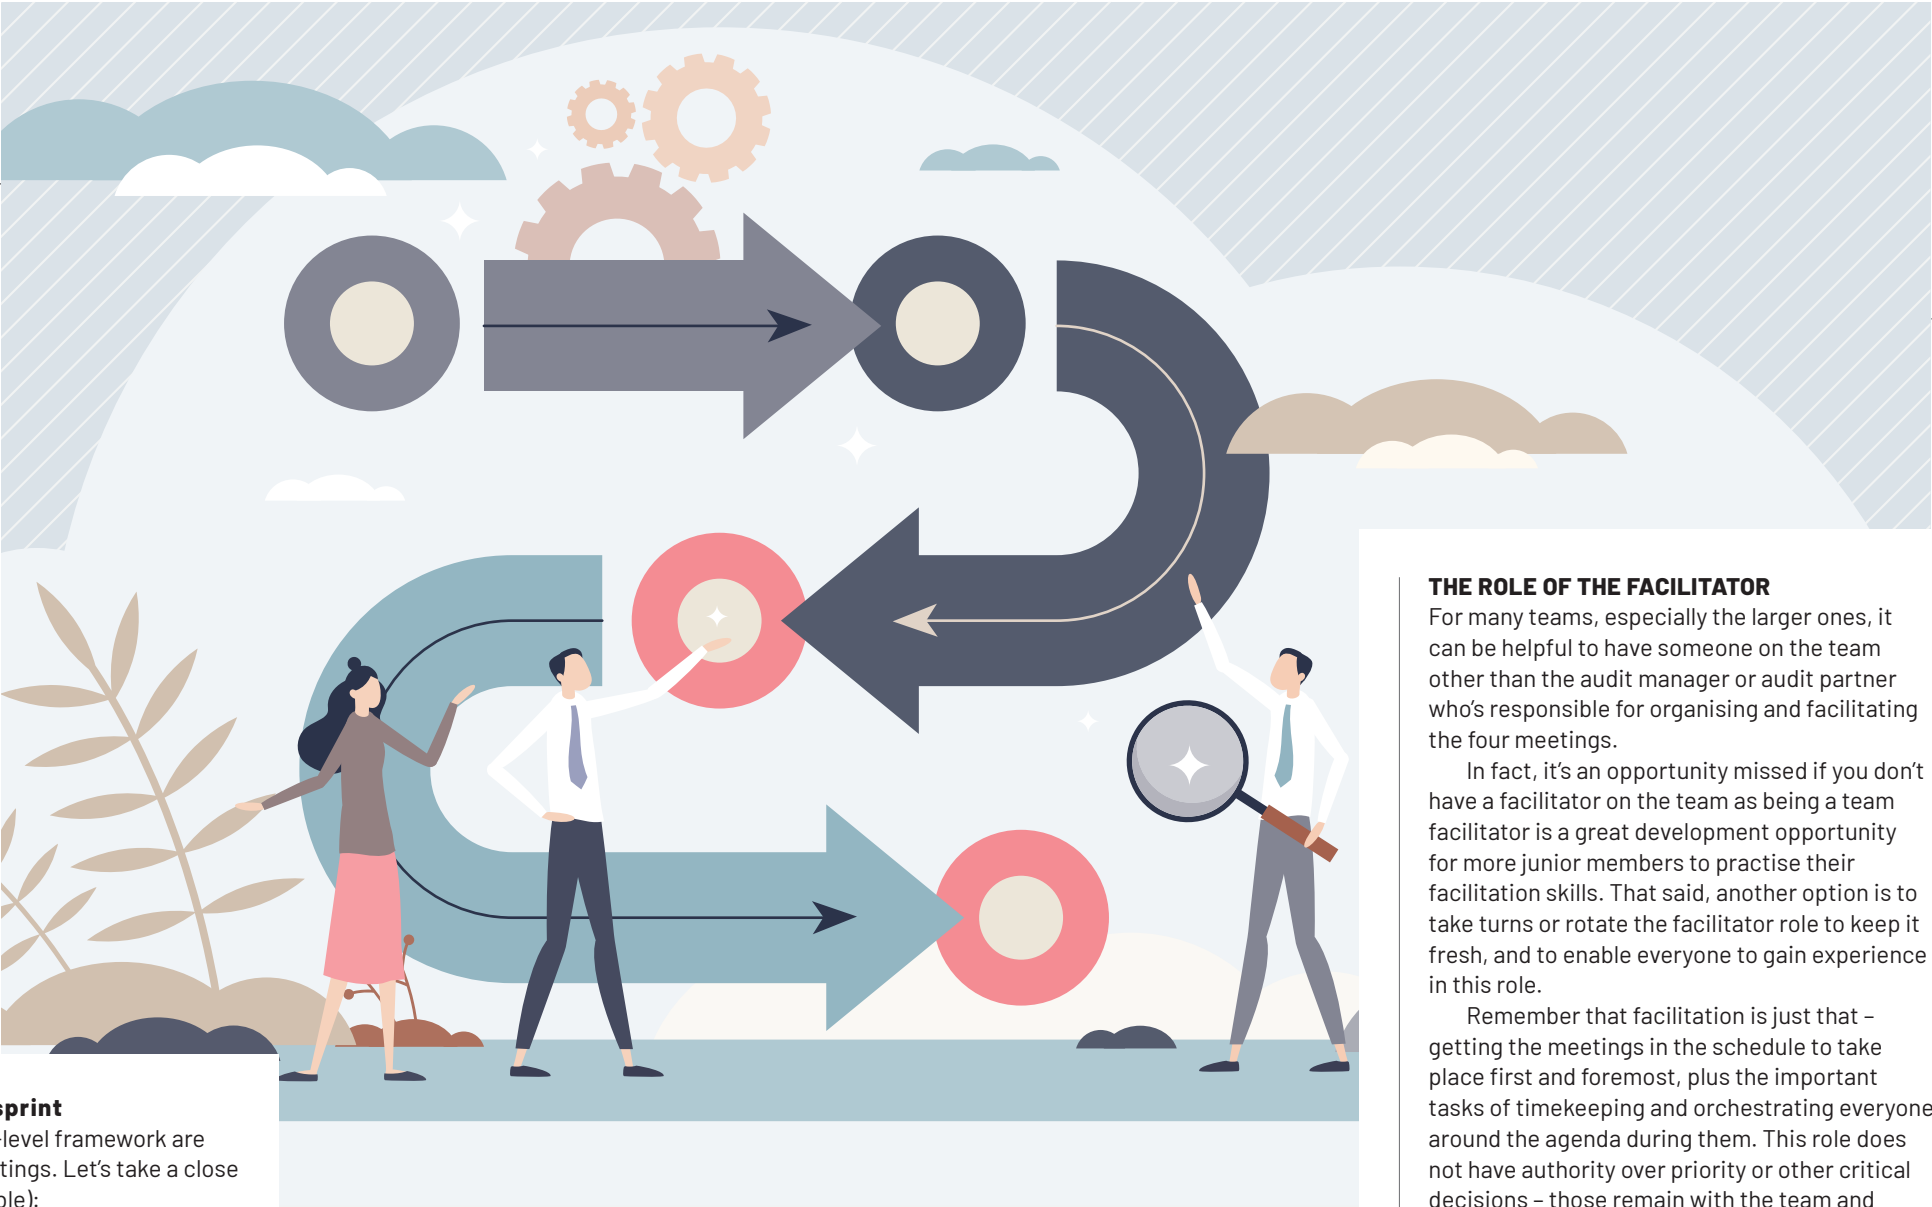 sprint
-level framework are
tings. Let's take a close
ble):
THE ROLE OF THE FACILITATOR
For many teams, especially the larger ones, it
can be helpful to have someone on the team
other than the audit manager or audit partner
who's responsible for organising and facilitating
the four meetings.
In fact, it's an opportunity missed if you don't
have a facilitator on the team as being a team
facilitator is a great development opportunity
for more junior members to practise their
facilitation skills. That said, another option is to
take turns or rotate the facilitator role to keep it
fresh, and to enable everyone to gain experience
in this role.
Remember that facilitation is just that –
getting the meetings in the schedule to take
place first and foremost, plus the important
tasks of timekeeping and orchestrating everyone
around the agenda during them. This role does
not have authority over priority or other critical
decisions – those remain with the team and